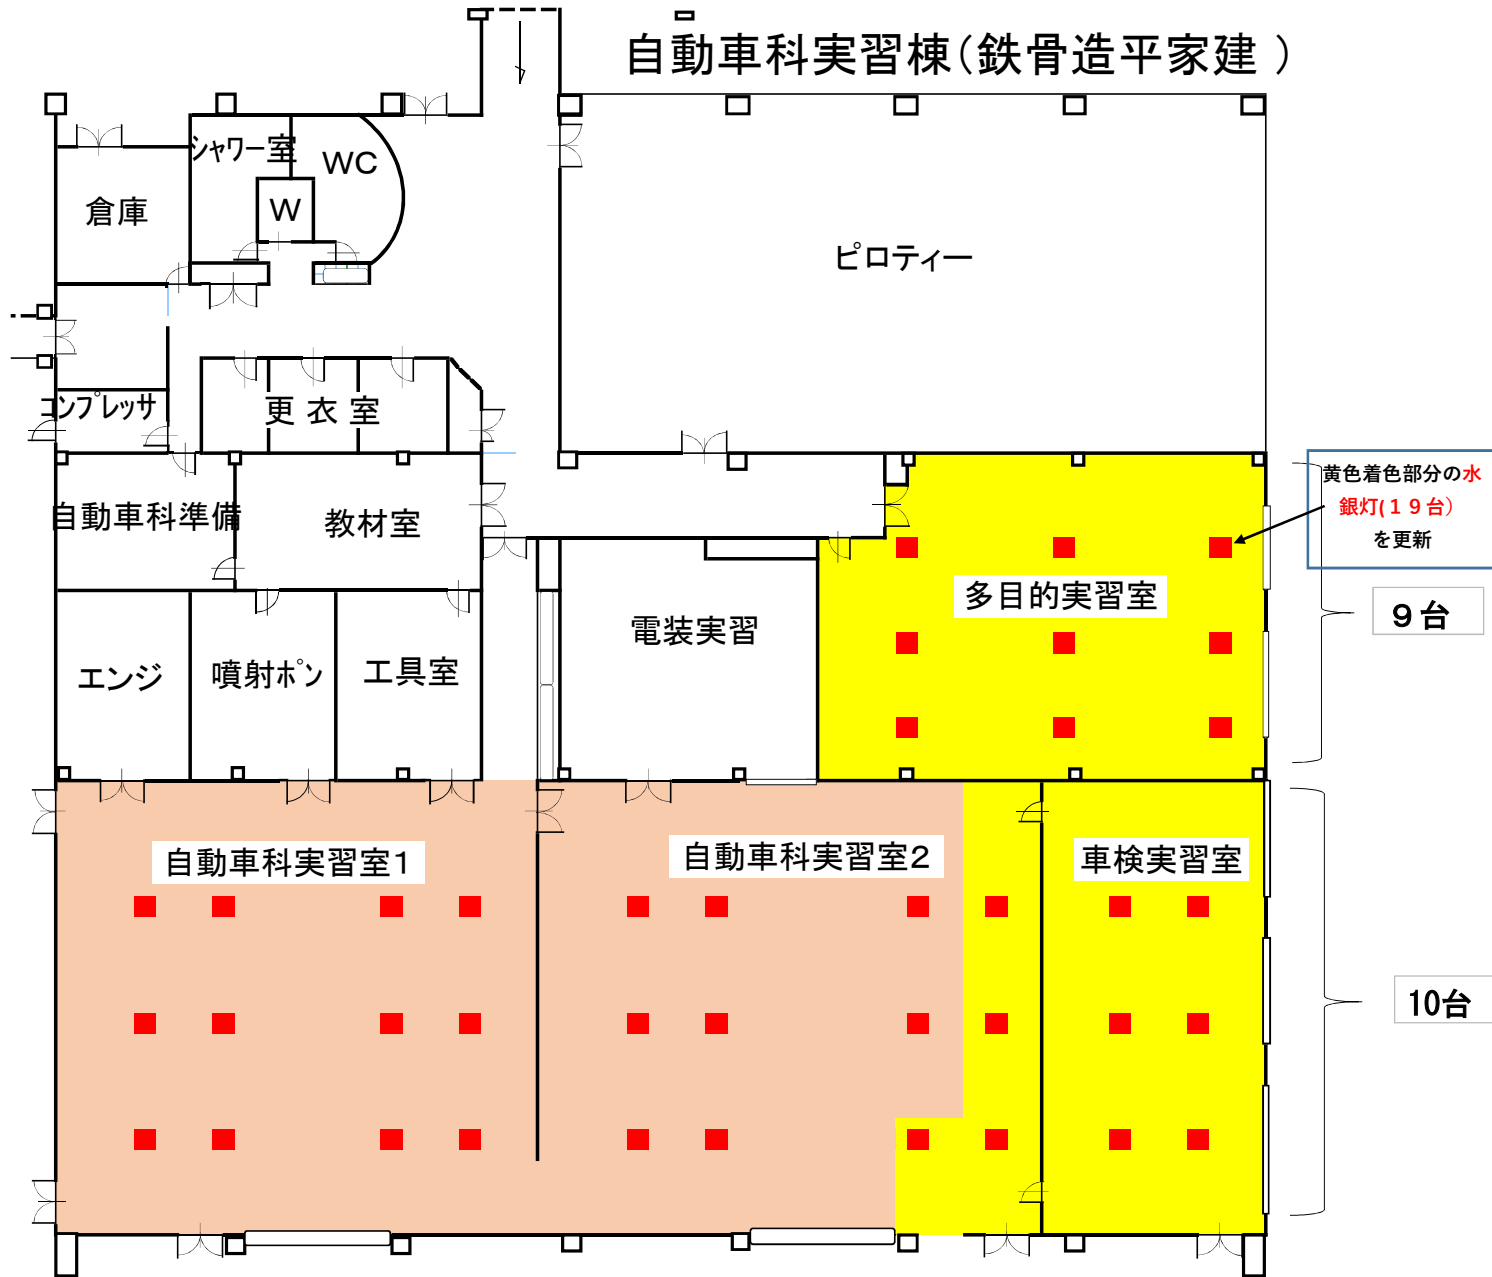 自動車科実習棟(鉄骨造平家建 )
シャワー室
WC
W
倉庫
ピロティー
コンプレッサ
更 衣 室
自動車科準備
教材室
黄色着色部分の水
銀灯(19台)
を更新
多目的実習室
9台
電装実習
エンジ
噴射ポン
工具室
自動車科実習室1
自動車科実習室2
車検実習室
10台